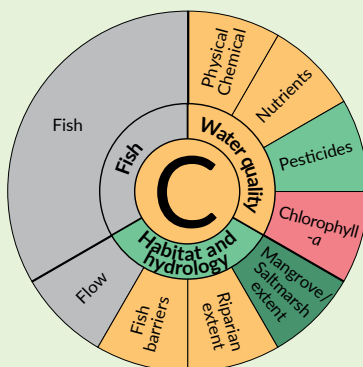 C
Water quality
Habitat and
hydrology
Fish
Physical
Chemical
Nutrients
Pesticides
Chlorophyll
-a
Mangrove/
Saltmarsh
extent
Riparian
extent
Fish
barriers
Flow
Fish